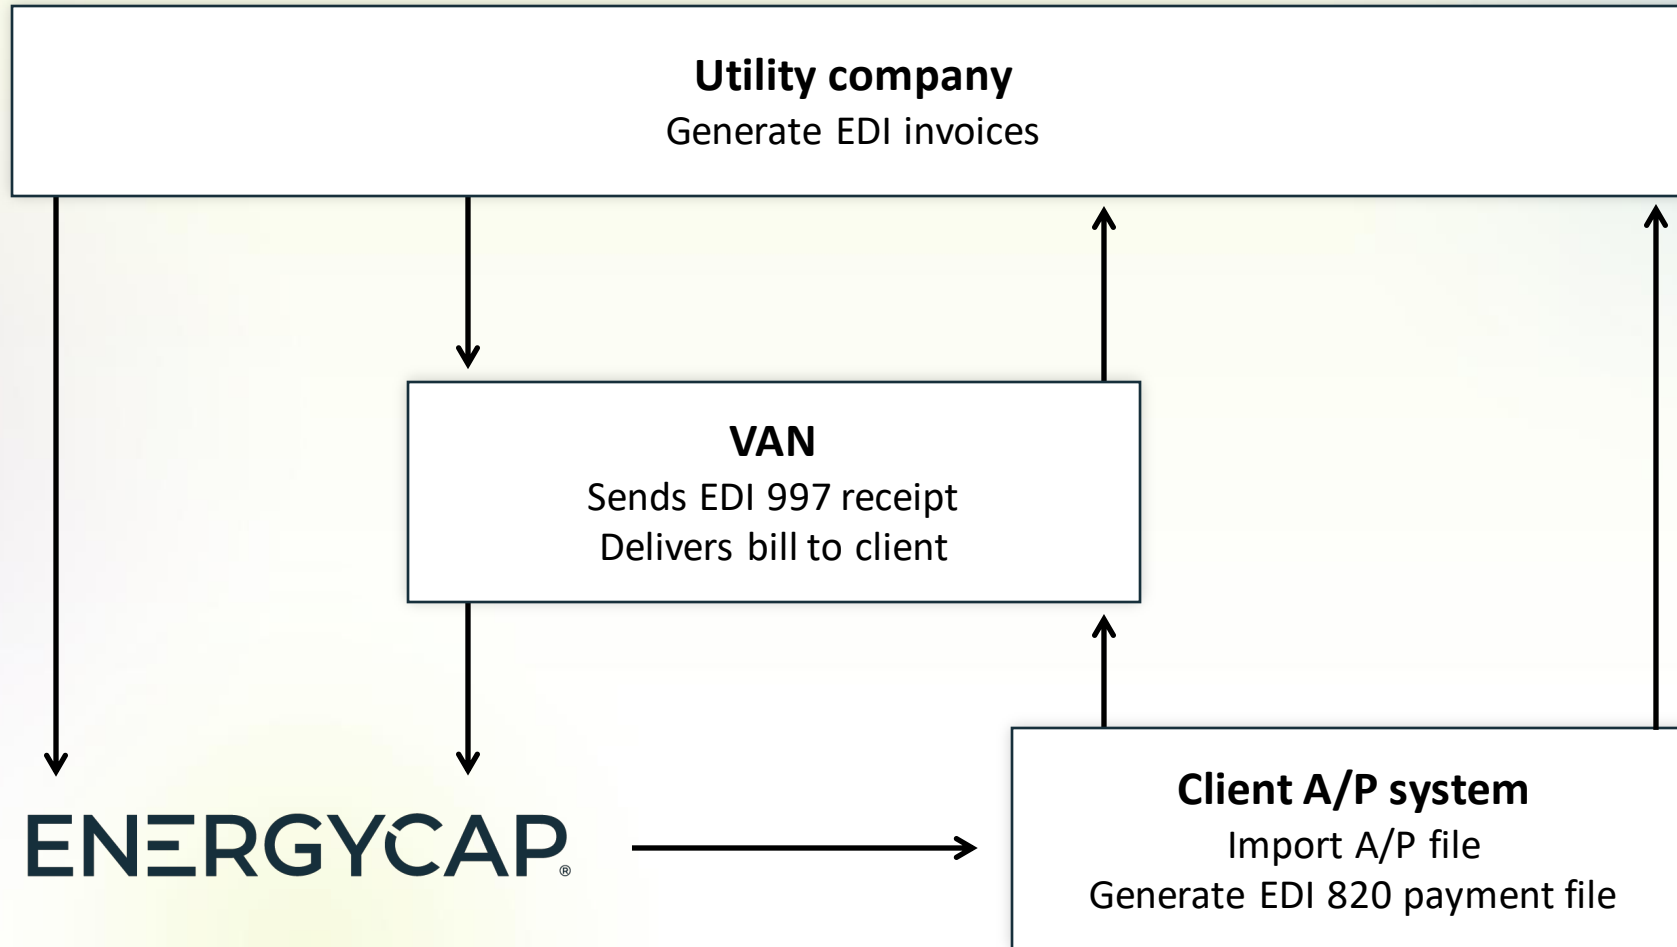 Utility company
Generate EDI invoices
VAN
Sends EDI 997 receipt
Delivers bill to client
ENERGYCAP®
Client A/P system
Import A/P file
Generate EDI 820 payment file